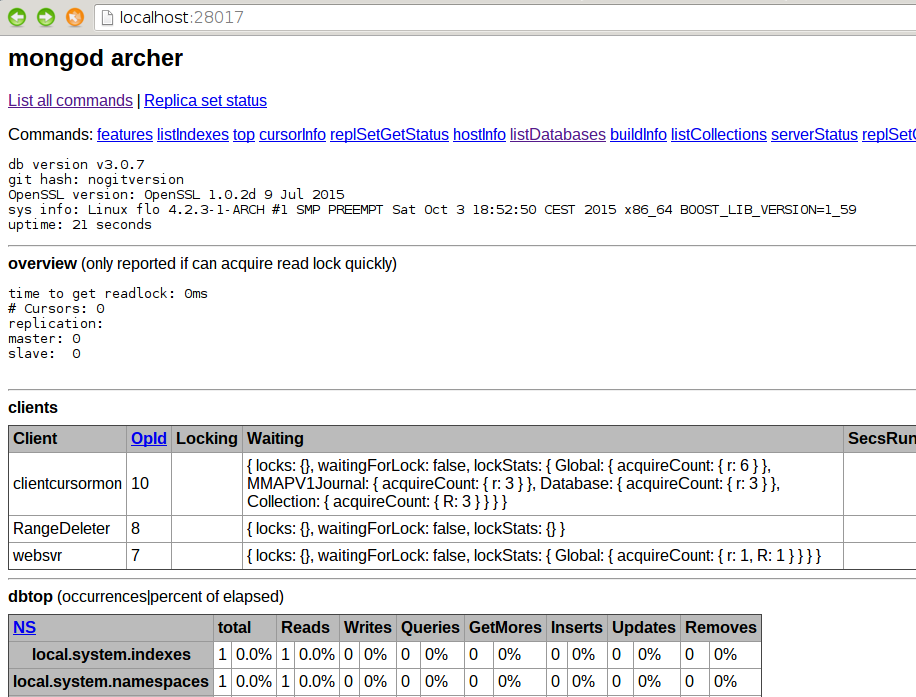 localhost:28017
mongod archer
List all commands | Replica set status
Commands: features listIndexes top cursorInfo replSetGetStatus hostInfo listDatabases buildInfo listCollections serverStatus replSetG
db version v3.0.7
git hash: nogitversion
OpenSSL version: OpenSSL 1.0.2d 9 Jul 2015
sys info: Linux flo 4.2.3-1-ARCH #1 SMP PREEMPT Sat Oct 3 18:52:50 CEST 2015 x86_64 BOOST_LIB_VERSION=1_59
uptime: 21 seconds
overview (only reported if can acquire read lock quickly)
time to get readlock: 0ms
# Cursors: 0
replication:
master: 0
slave:  0
clients
Client OpId Locking Waiting SecsRun
clientcursormon 10 { locks: {}, waitingForLock: false, lockStats: { Global: { acquireCount: { r: 6 } },
MMAPV1Journal: { acquireCount: { r: 3 } }, Database: { acquireCount: { r: 3 } },
Collection: { acquireCount: { R: 3 } } } }
RangeDeleter 8 { locks: {}, waitingForLock: false, lockStats: {} }
websvr 7 { locks: {}, waitingForLock: false, lockStats: { Global: { acquireCount: { r: 1, R: 1 } } } }
dbtop (occurrences|percent of elapsed)
NS total Reads Writes Queries GetMores Inserts Updates Removes
local.system.indexes 1 0.0% 1 0.0% 0 0% 0 0% 0 0% 0 0% 0 0% 0 0%
local.system.namespaces 1 0.0% 1 0.0% 0 0% 0 0% 0 0% 0 0% 0 0% 0 0%